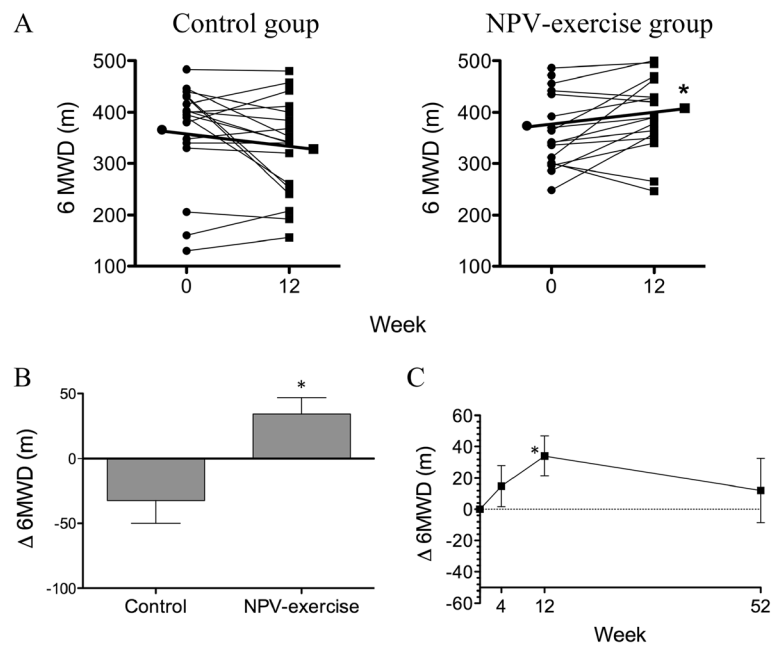 A
Control goup
NPV-exercise group
500
400
300
200
100
6 MWD (m)
0
12
500
400
300
200
100
6 MWD (m)
*
0
12
Week
B
50
0
-50
-100
Δ 6MWD (m)
*
Control
NPV-exercise
C
60
40
20
0
-20
-40
-60
Δ 6MWD (m)
*
4
12
52
Week